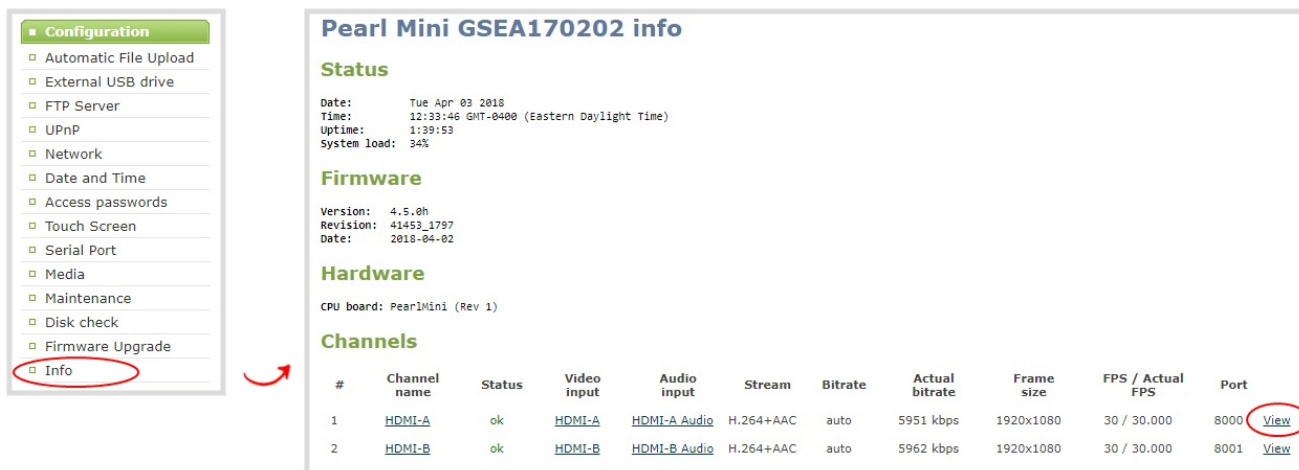 Configuration
Automatic File Upload
External USB drive
FTP Server
UPnP
Network
Date and Time
Access passwords
Touch Screen
Serial Port
Media
Maintenance
Disk check
Firmware Upgrade
Info
Pearl Mini GSEA170202 info
Status
Date: Tue Apr 03 2018
Time: 12:33:46 GMT-0400 (Eastern Daylight Time)
Uptime: 1:39:53
System load: 34%
Firmware
Version: 4.5.0h
Revision: 41453_1797
Date: 2018-04-02
Hardware
CPU board: PearlMini (Rev 1)
Channels
# Channel name Status Video input Audio input Stream Bitrate Actual bitrate Frame size FPS / Actual FPS Port
1 HDMI-A ok HDMI-A HDMI-A Audio H.264+AAC auto 5951 kbps 1920x1080 30 / 30.000 8000 View
2 HDMI-B ok HDMI-B HDMI-B Audio H.264+AAC auto 5962 kbps 1920x1080 30 / 30.000 8001 View